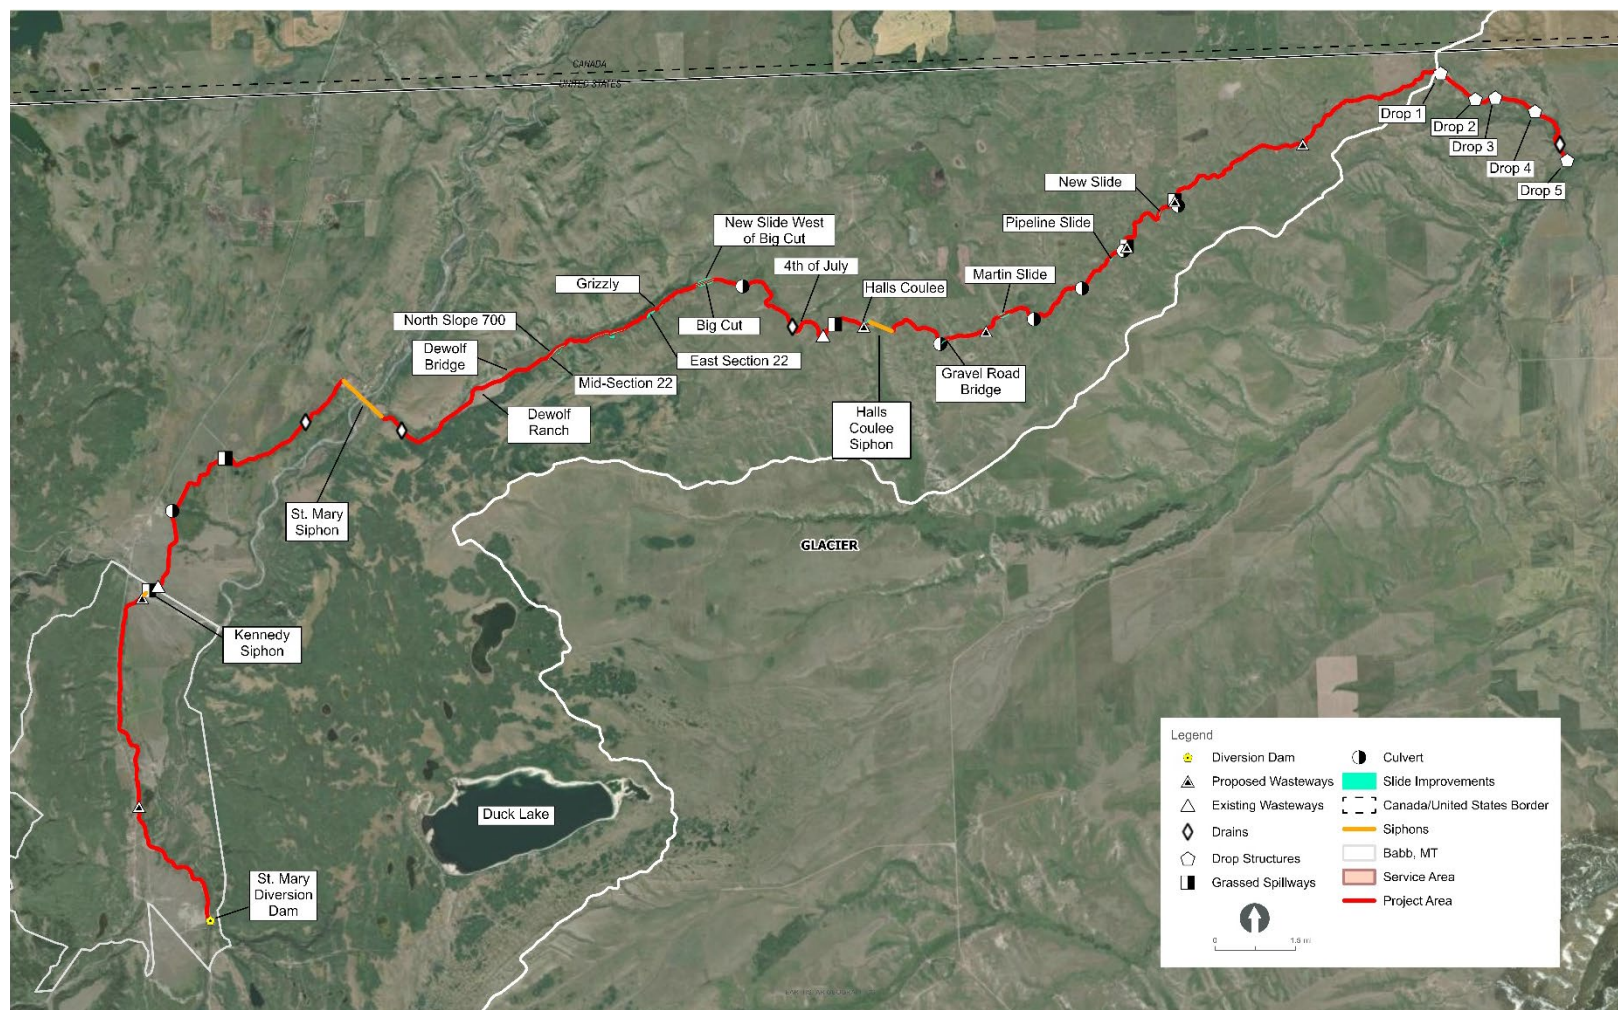 CANADA
UNITED STATES
Drop 1
Drop 2
Drop 3
Drop 4
Drop 5
New Slide
Pipeline Slide
New Slide West
of Big Cut
4th of July
Martin Slide
Grizzly
Halls Coulee
North Slope 700
Big Cut
Dewolf
Bridge
East Section 22
Mid-Section 22
Gravel Road
Bridge
Dewolf
Ranch
Halls
Coulee
Siphon
St. Mary
Siphon
GLACIER
Kennedy
Siphon
Duck Lake
St. Mary
Diversion
Dam
Legend
Diversion Dam
Proposed Wasteways
Existing Wasteways
Drains
Drop Structures
Grassed Spillways
Culvert
Slide Improvements
Canada/United States Border
Siphons
Babb, MT
Service Area
Project Area
0 1.5 mi